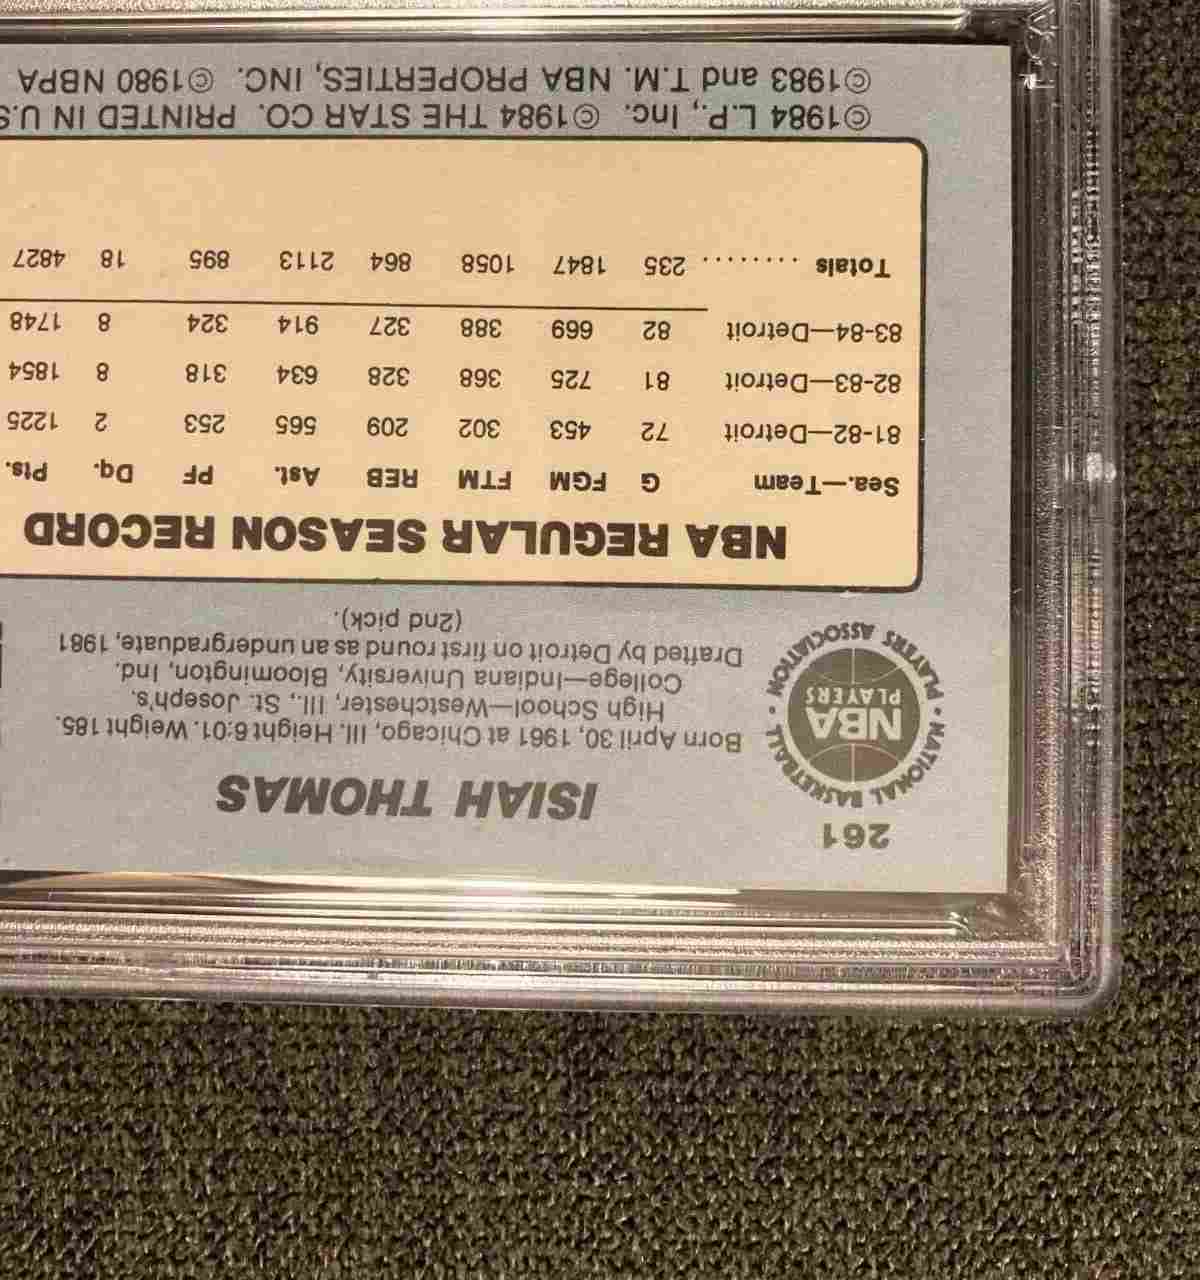 261
NATIONAL BASKETBALL PLAYERS ASSOCIATION
NBA
PLAYERS
ISIAH THOMAS
Born April 30, 1961 at Chicago, Ill. Height 6:01. Weight 185.
High School—Westchester, Ill., St. Joseph's.
College—Indiana University, Bloomington, Ind.
Drafted by Detroit on first round as an undergraduate, 1981
(2nd pick).
NBA REGULAR SEASON RECORD
Sea.—Team G FGM FTM REB Ast. PF Dq. Pts.
81-82—Detroit 72 453 302 209 565 253 2 1225
82-83—Detroit 81 725 368 328 634 318 8 1854
83-84—Detroit 82 669 388 327 914 324 8 1748
Totals ........ 235 1847 1058 864 2113 895 18 4827
©1984 L.P., Inc. ©1984 THE STAR CO. PRINTED IN U.S
©1983 and T.M. NBA PROPERTIES, INC. ©1980 NBPA